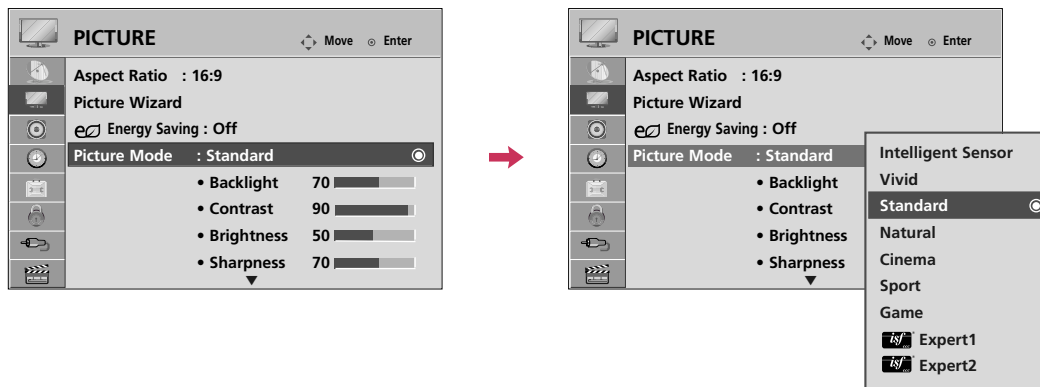 PICTURE
Move Enter
Aspect Ratio : 16:9
Picture Wizard
Energy Saving : Off
Picture Mode : Standard
• Backlight 70
• Contrast 90
• Brightness 50
• Sharpness 70
PICTURE
Move Enter
Aspect Ratio : 16:9
Picture Wizard
Energy Saving : Off
Picture Mode : Standard
• Backlight
• Contrast
• Brightness
• Sharpness
Intelligent Sensor
Vivid
Standard
Natural
Cinema
Sport
Game
isf Expert1
isf Expert2